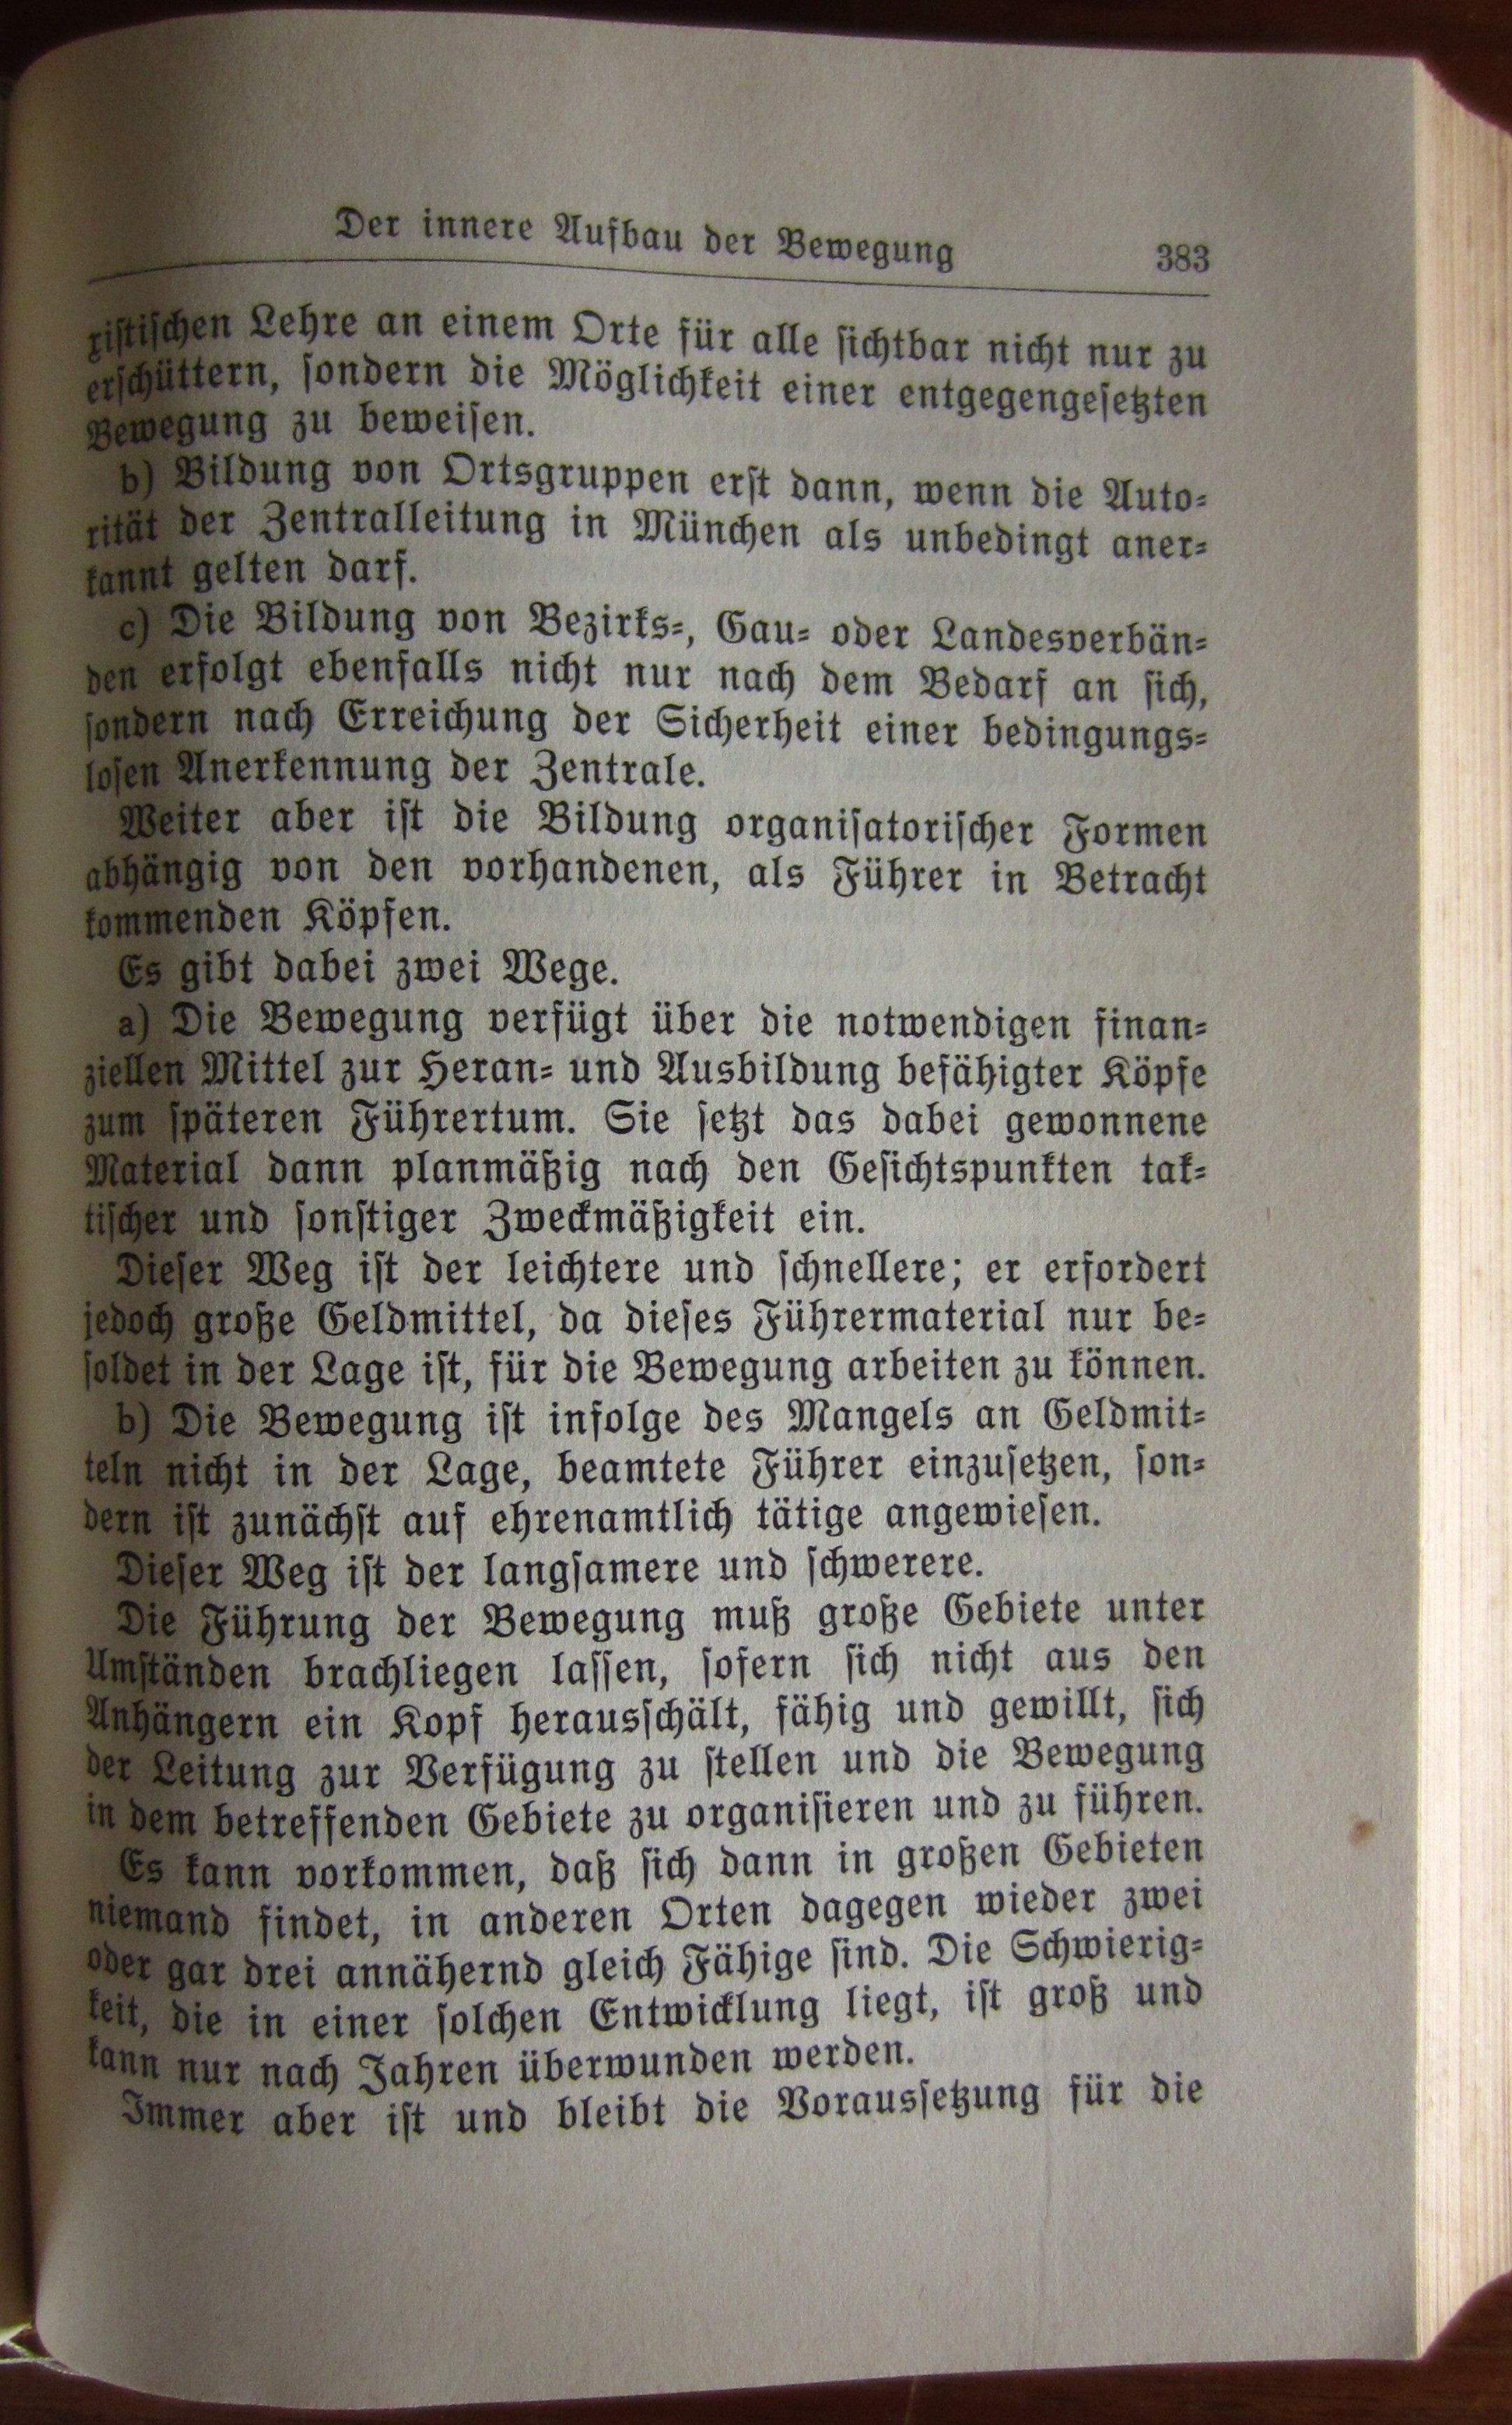 Der innere Aufbau der Bewegung 383
xistischen Lehre an einem Orte für alle sichtbar nicht nur zu
erschüttern, sondern die Möglichkeit einer entgegengesetzten
Bewegung zu beweisen.
b) Bildung von Ortsgruppen erst dann, wenn die Auto-
rität der Zentralleitung in München als unbedingt aner-
kannt gelten darf.
c) Die Bildung von Bezirks-, Gau- oder Landesverbän-
den erfolgt ebenfalls nicht nur nach dem Bedarf an sich,
sondern nach Erreichung der Sicherheit einer bedingungs-
losen Anerkennung der Zentrale.
Weiter aber ist die Bildung organisatorischer Formen
abhängig von den vorhandenen, als Führer in Betracht
kommenden Köpfen.
Es gibt dabei zwei Wege.
a) Die Bewegung verfügt über die notwendigen finan-
ziellen Mittel zur Heran- und Ausbildung befähigter Köpfe
zum späteren Führertum. Sie setzt das dabei gewonnene
Material dann planmäßig nach den Gesichtspunkten tak-
tischer und sonstiger Zweckmäßigkeit ein.
Dieser Weg ist der leichtere und schnellere; er erfordert
jedoch große Geldmittel, da dieses Führermaterial nur be-
soldet in der Lage ist, für die Bewegung arbeiten zu können.
b) Die Bewegung ist infolge des Mangels an Geldmit-
teln nicht in der Lage, beamtete Führer einzusetzen, son-
dern ist zunächst auf ehrenamtlich tätige angewiesen.
Dieser Weg ist der langsamere und schwerere.
Die Führung der Bewegung muß große Gebiete unter
Umständen brachliegen lassen, sofern sich nicht aus den
Anhängern ein Kopf herausschält, fähig und gewillt, sich
der Leitung zur Verfügung zu stellen und die Bewegung
in dem betreffenden Gebiete zu organisieren und zu führen.
Es kann vorkommen, daß sich dann in großen Gebieten
niemand findet, in anderen Orten dagegen wieder zwei
oder gar drei annähernd gleich Fähige sind. Die Schwierig-
keit, die in einer solchen Entwicklung liegt, ist groß und
kann nur nach Jahren überwunden werden.
Immer aber ist und bleibt die Voraussetzung für die